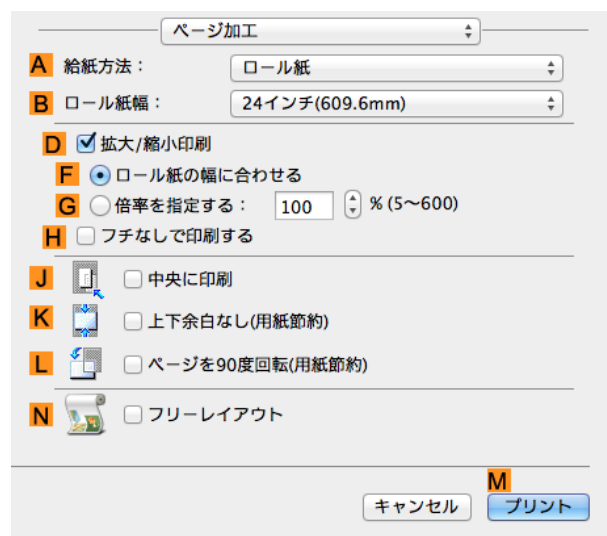 ページ加工
A 給紙方法： ロール紙
B ロール紙幅： 24インチ(609.6mm)
D 拡大/縮小印刷
F ロール紙の幅に合わせる
G 倍率を指定する： 100 % (5〜600)
H フチなしで印刷する
J 中央に印刷
K 上下余白なし(用紙節約)
L ページを90度回転(用紙節約)
N フリーレイアウト
M
キャンセル プリント